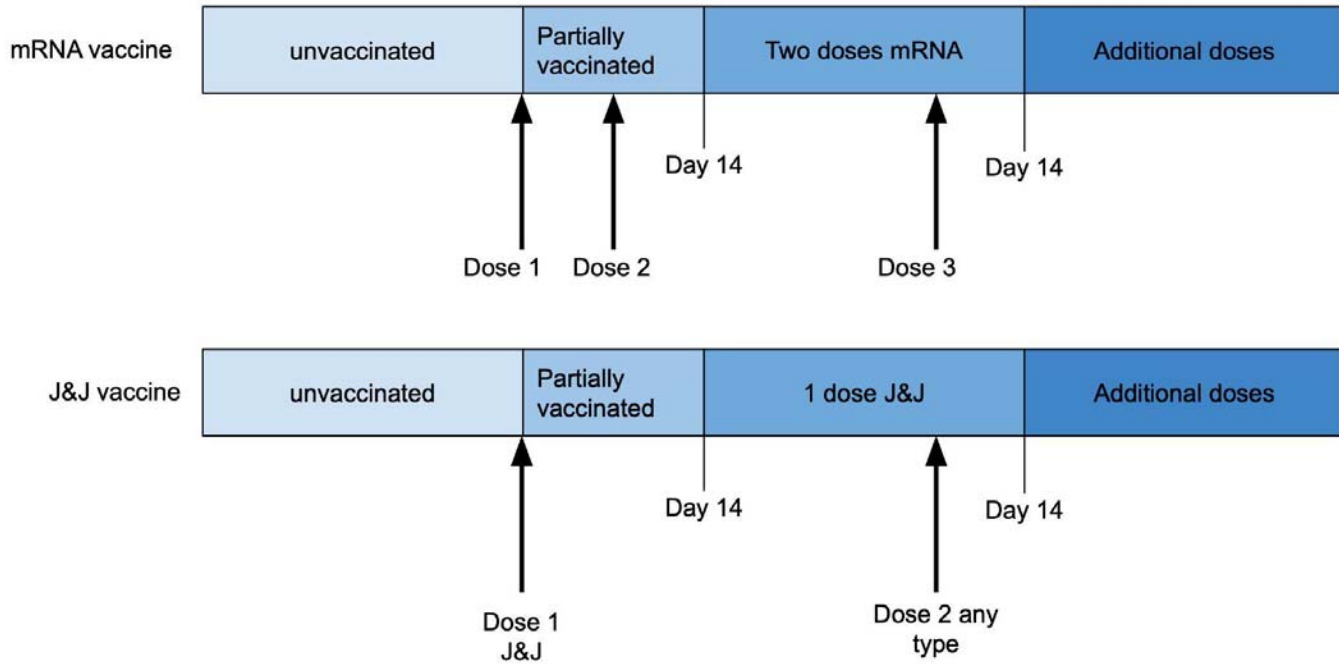 mRNA vaccine
unvaccinated
Partially
vaccinated
Two doses mRNA
Additional doses
Day 14
Day 14
Dose 1
Dose 2
Dose 3
J&J vaccine
unvaccinated
Partially
vaccinated
1 dose J&J
Additional doses
Day 14
Day 14
Dose 1
J&J
Dose 2 any
type